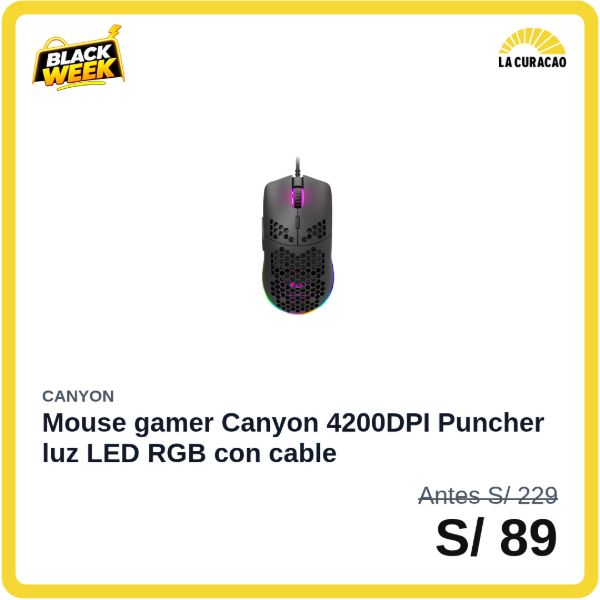 BLACK
WEEK
LA CURACAO
CANYON
Mouse gamer Canyon 4200DPI Puncher
luz LED RGB con cable
Antes S/ 229
S/ 89